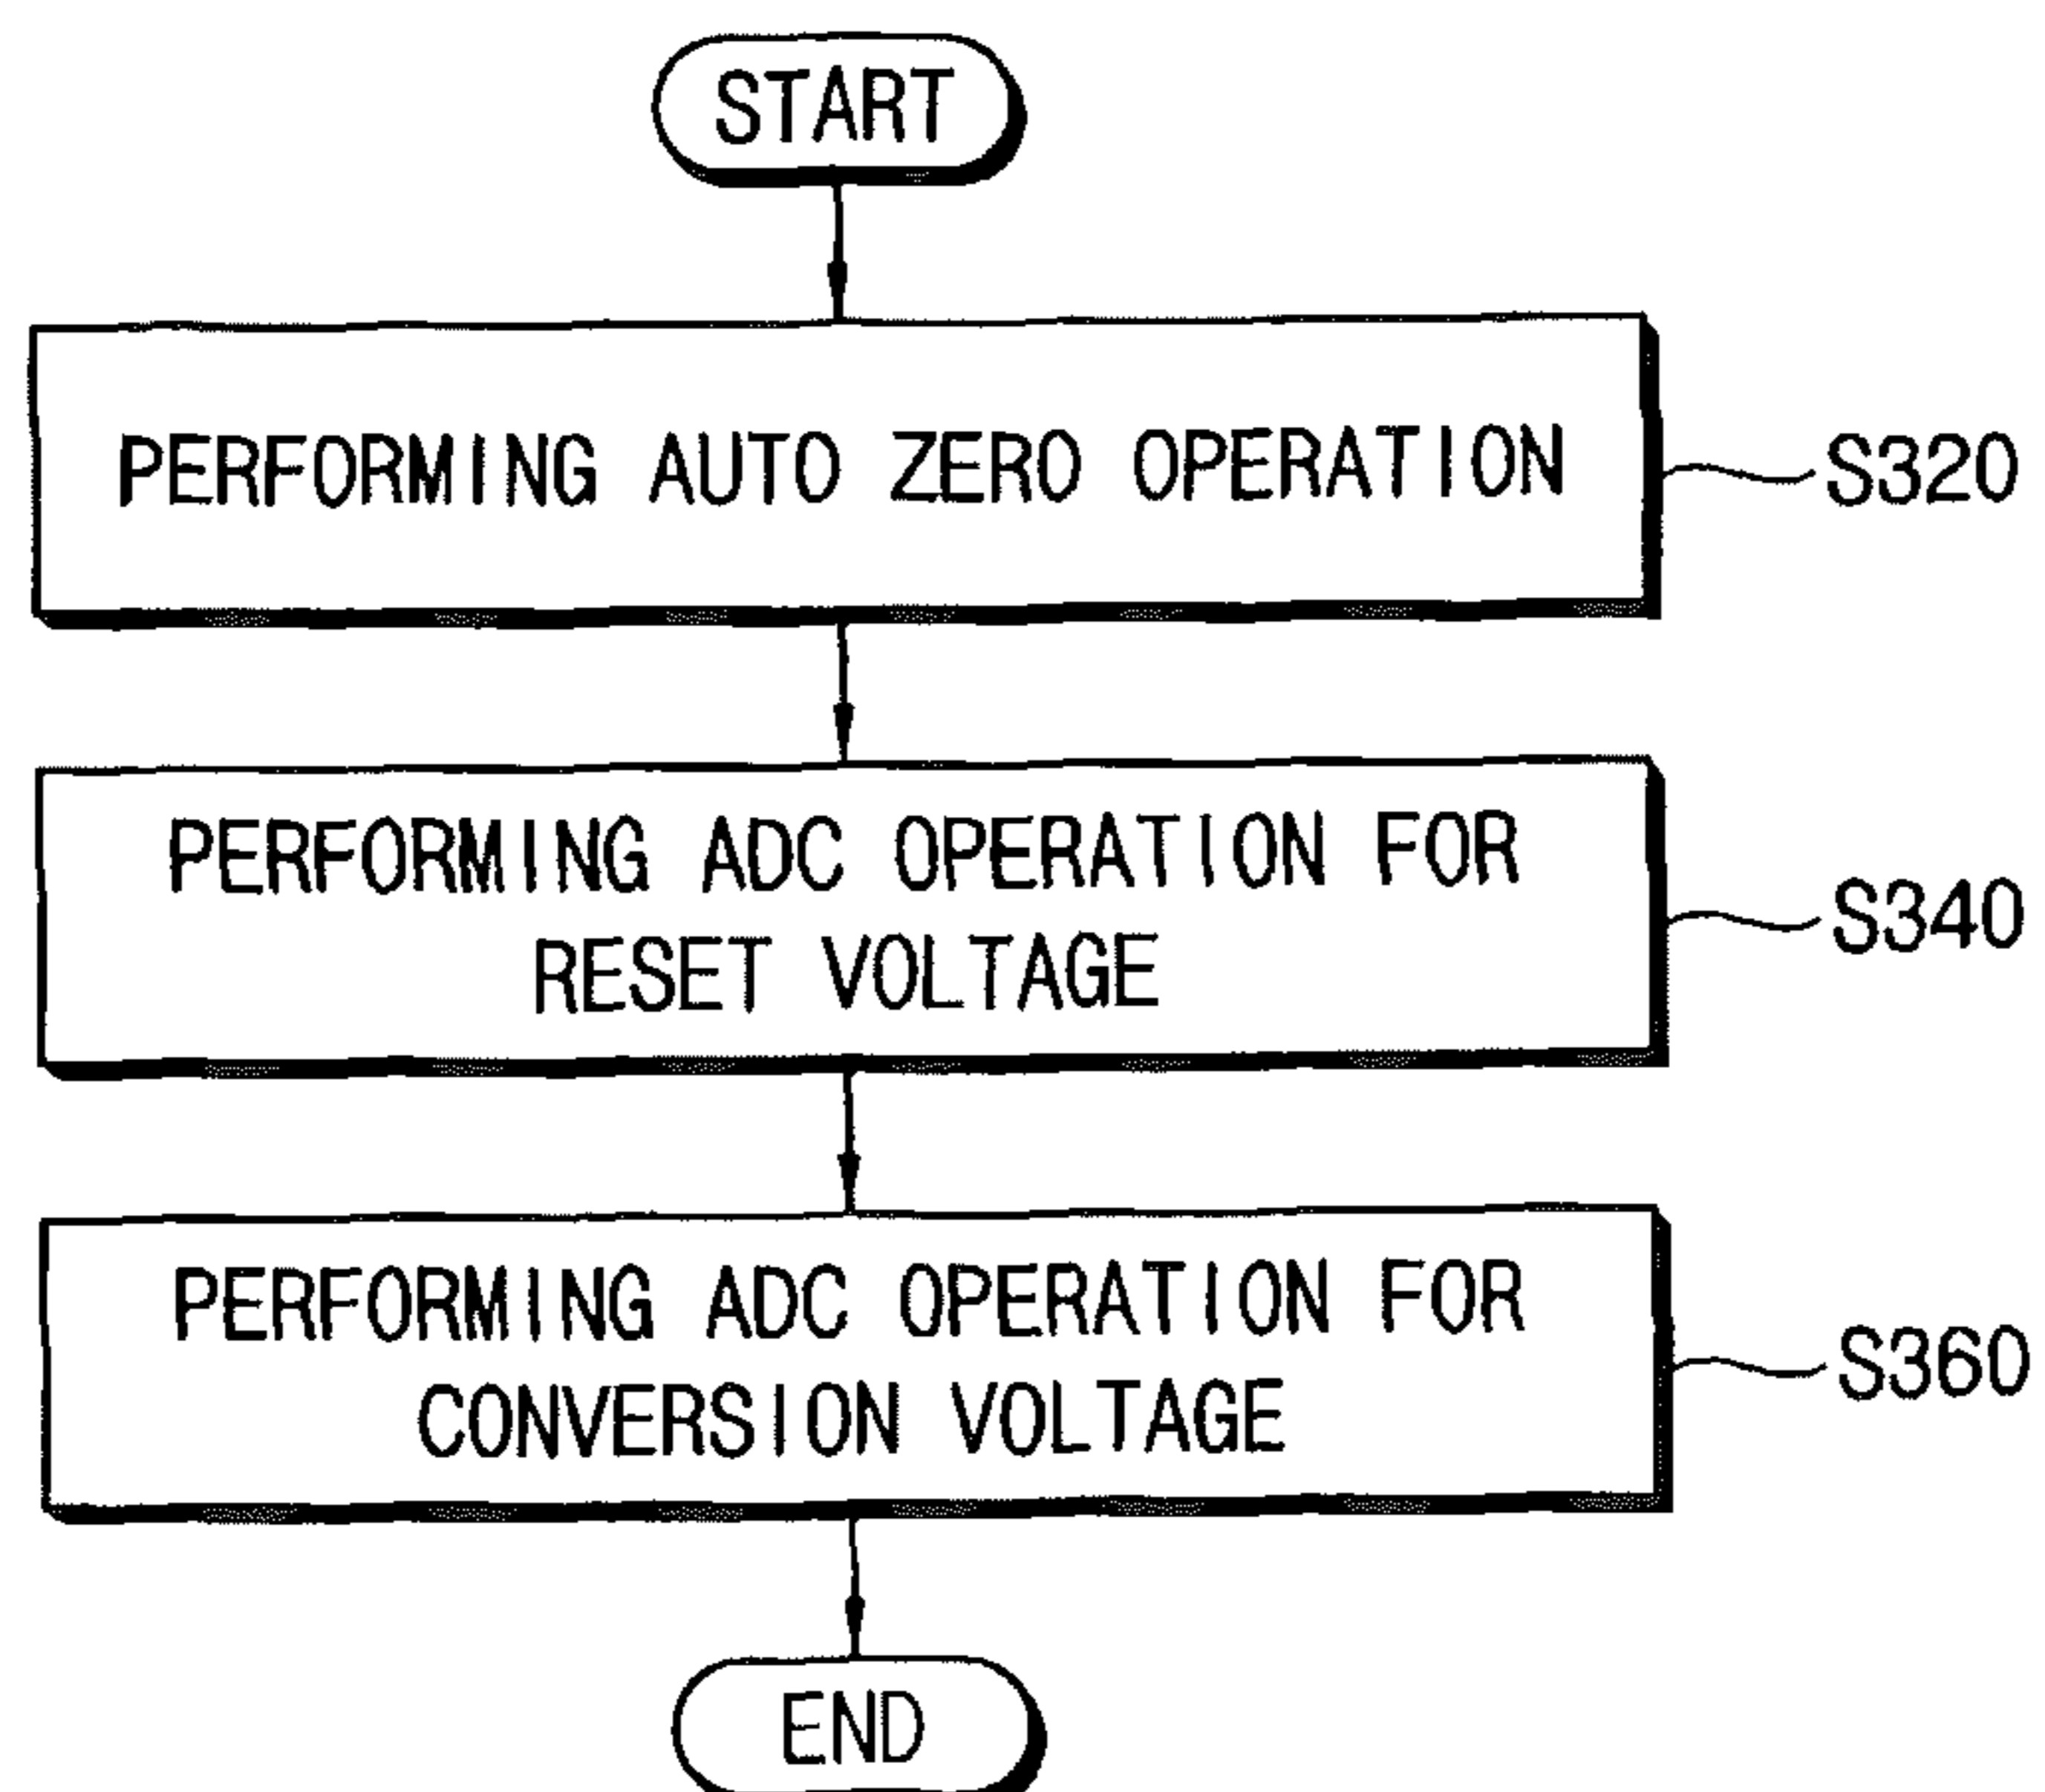 START
PERFORMING AUTO ZERO OPERATION
S320
PERFORMING ADC OPERATION FOR
RESET VOLTAGE
S340
PERFORMING ADC OPERATION FOR
CONVERSION VOLTAGE
S360
END